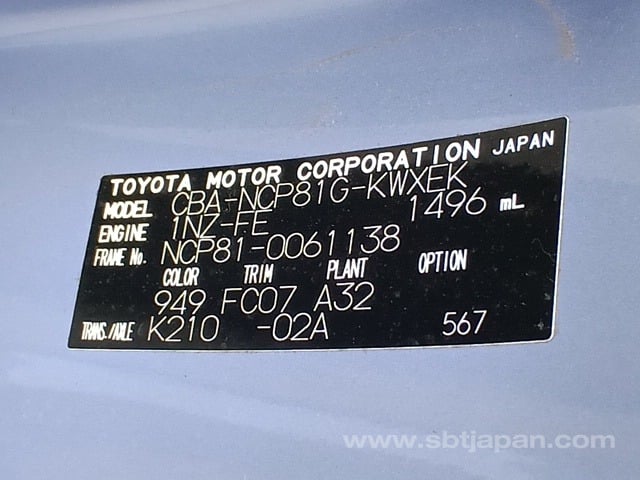 TOYOTA MOTOR CORPORATION JAPAN
MODEL CBA-NCP81G-KWXEK
ENGINE 1NZ-FE 1496 mL
FRAME No. NCP81-0061138
COLOR TRIM PLANT OPTION
949 FC07 A32
TRANS./AXLE K210 -02A 567
www.sbtjapan.com